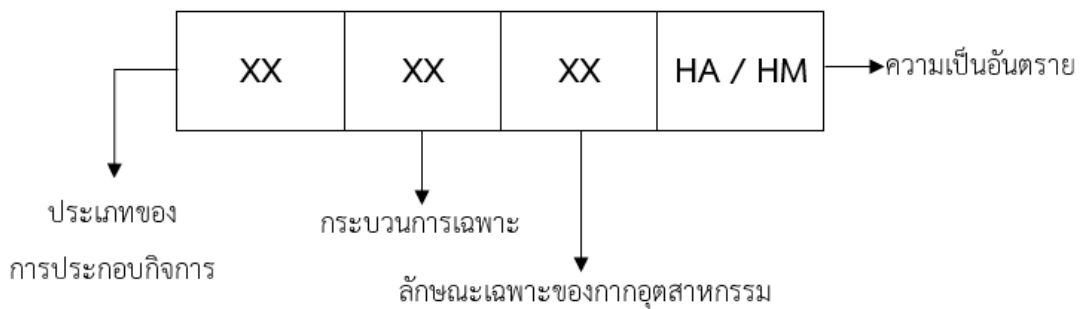 XX XX XX HA / HM
ความเป็นอันตราย
ประเภทของ
การประกอบกิจการ
กระบวนการเฉพาะ
ลักษณะเฉพาะของกากอุตสาหกรรม